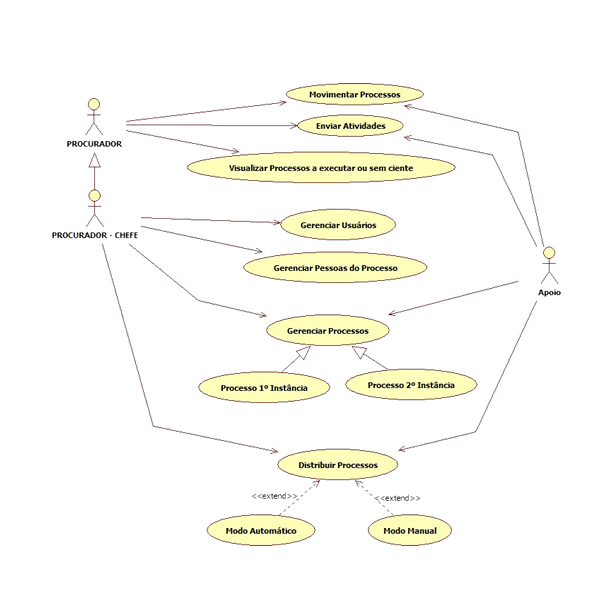 Movimentar Processos
Enviar Atividades
PROCURADOR
Visualizar Processos a executar ou sem ciente
Gerenciar Usuários
PROCURADOR - CHEFE
Gerenciar Pessoas do Processo
Apoio
Gerenciar Processos
Processo 1º Instância
Processo 2º Instância
Distribuir Processos
<<extend>>
<<extend>>
Modo Automático
Modo Manual